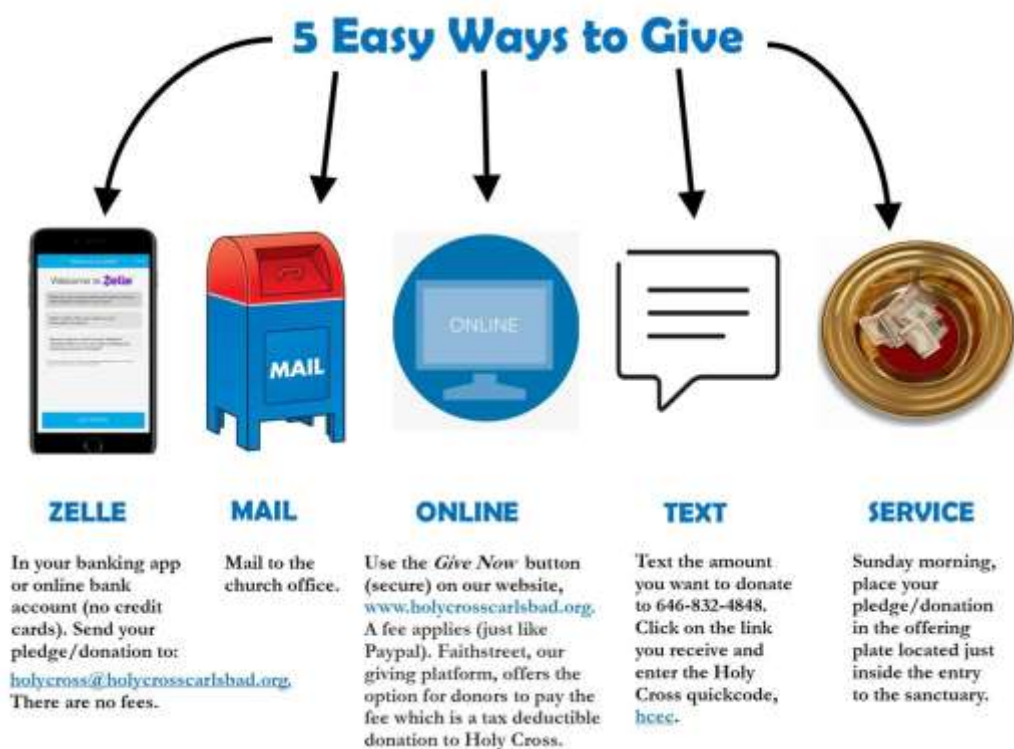 5 Easy Ways to Give
Welcome to Zelle
MAIL
ONLINE
ZELLE
In your banking app
or online bank
account (no credit
cards). Send your
pledge/donation to:
holycross@holycrosscarlsbad.org.
There are no fees.
MAIL
Mail to the
church office.
ONLINE
Use the Give Now button
(secure) on our website,
www.holycrosscarlsbad.org.
A fee applies (just like
Paypal). Faithstreet, our
giving platform, offers the
option for donors to pay the
fee which is a tax deductible
donation to Holy Cross.
TEXT
Text the amount
you want to donate
to 646-832-4848.
Click on the link
you receive and
enter the Holy
Cross quickcode,
hcec.
SERVICE
Sunday morning,
place your
pledge/donation
in the offering
plate located just
inside the entry
to the sanctuary.